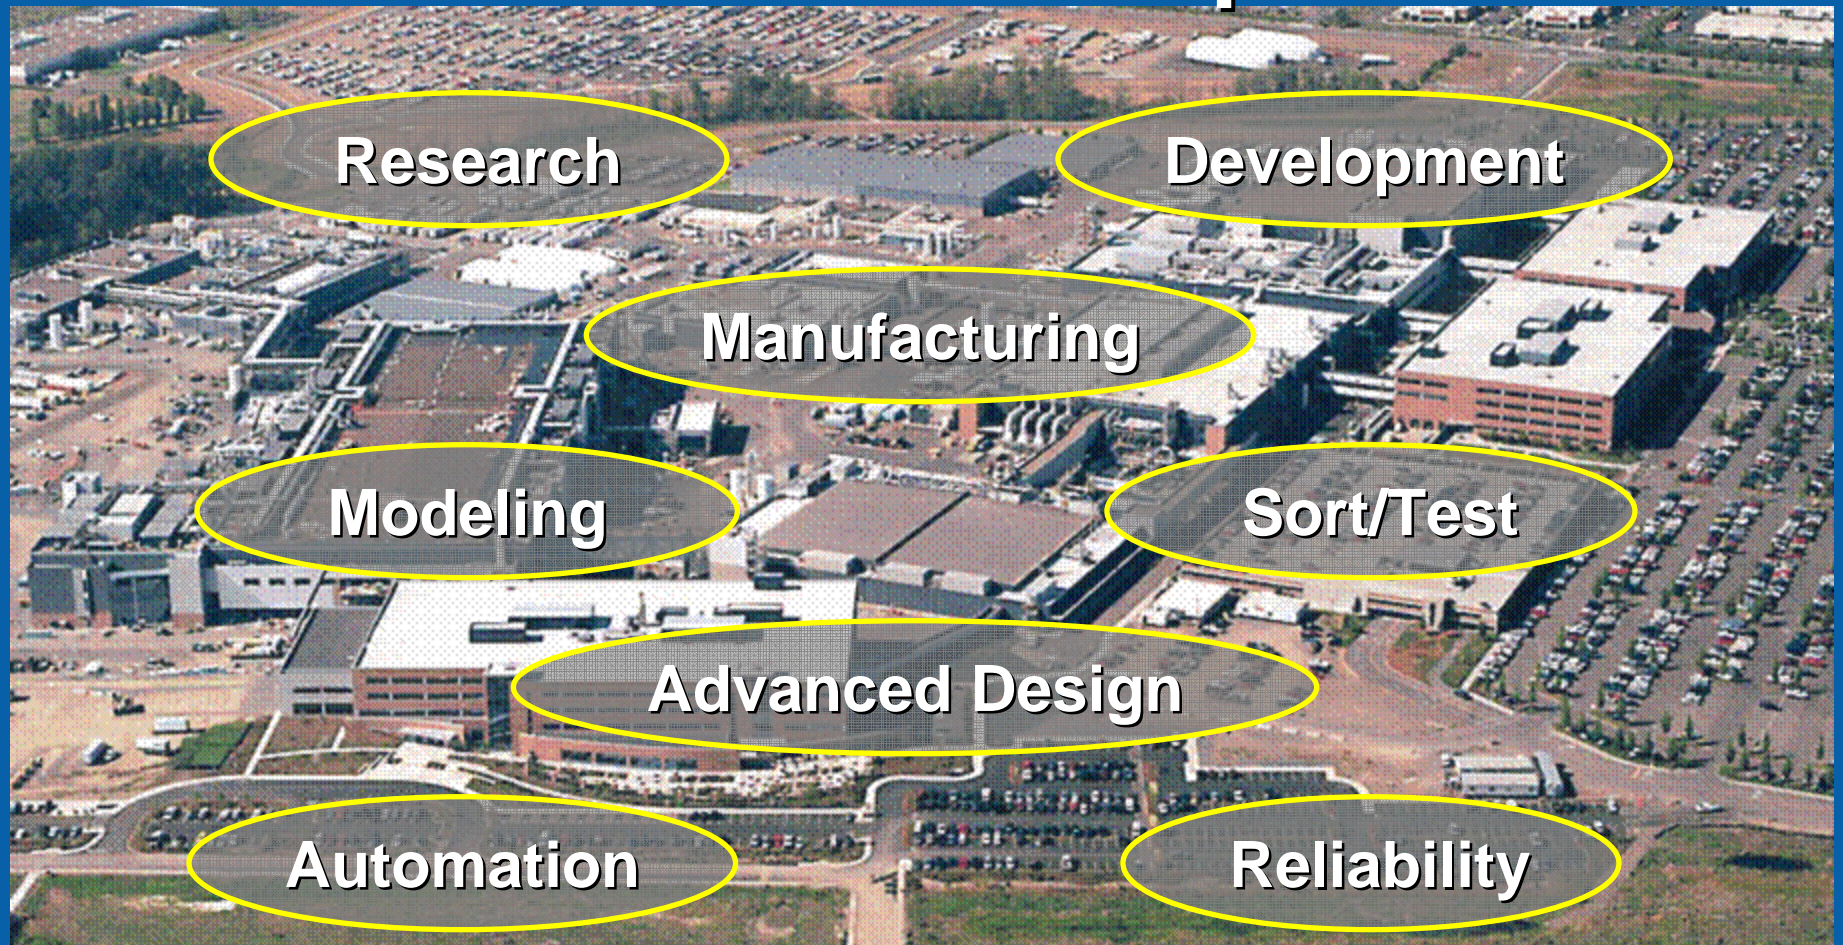 Research
Development
Manufacturing
Modeling
Sort/Test
Advanced Design
Automation
Reliability